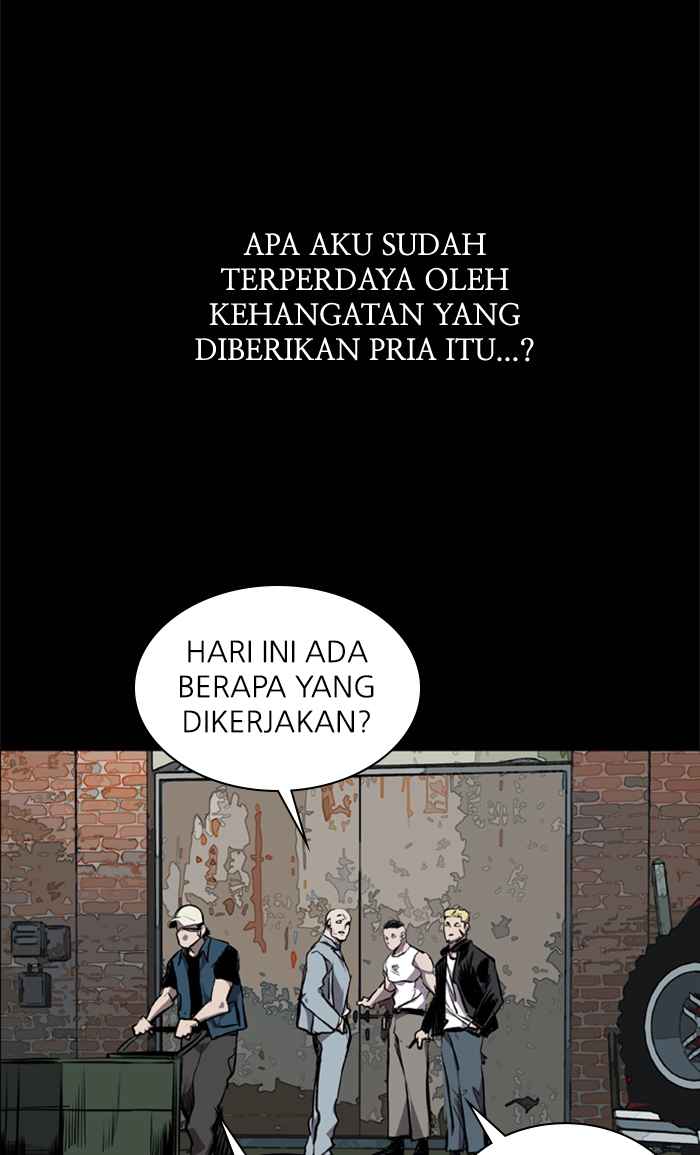 APA AKU SUDAH
TERPERDAYA OLEH
KEHANGATAN YANG
DIBERIKAN PRIA ITU...?
HARI INI ADA
BERAPA YANG
DIKERJAKAN?